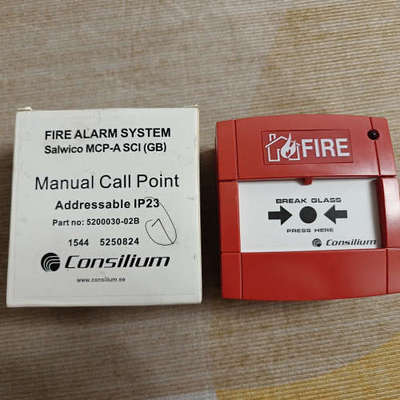 FIRE ALARM SYSTEM
Salwico MCP-A SCI (GB)
Manual Call Point
Addressable IP23
Part no: 5200030-02B
1544 5250824
Consilium
www.consilium.se
FIRE
BREAK GLASS
PRESS HERE
Consilium